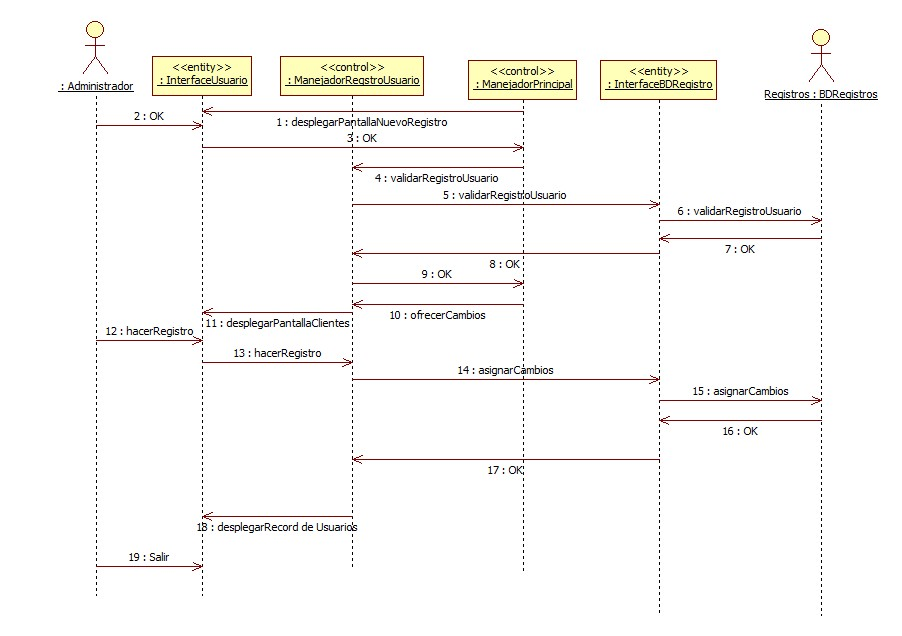 <<entity>>
: InterfaceUsuario
<<control>>
: ManejadorRegstroUsuario
<<control>>
: ManejadorPrincipal
<<entity>>
: InterfaceBDRegistro
: Administrador
Registros : BDRegistros
1 : desplegarPantallaNuevoRegistro
2 : OK
3 : OK
4 : validarRegistroUsuario
5 : validarRegistroUsuario
6 : validarRegistroUsuario
7 : OK
8 : OK
9 : OK
10 : ofrecerCambios
11 : desplegarPantallaClientes
12 : hacerRegistro
13 : hacerRegistro
14 : asignarCambios
15 : asignarCambios
16 : OK
17 : OK
18 : desplegarRecord de Usuarios
19 : Salir